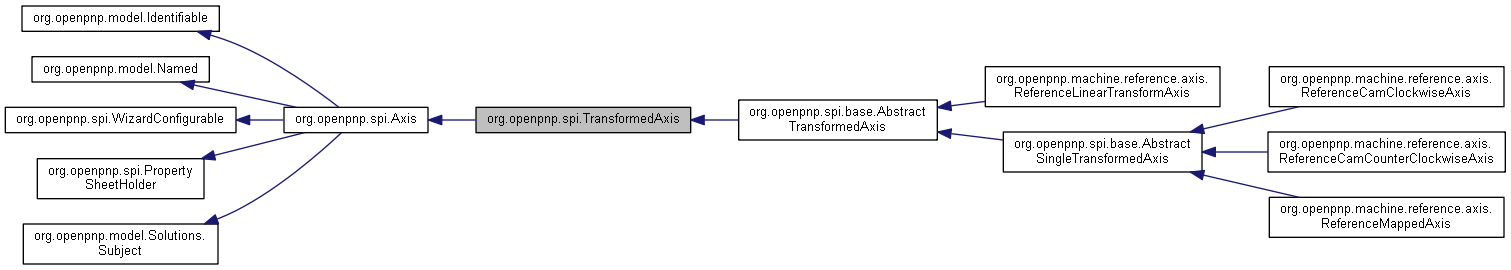 org.openpnp.model.Identifiable
org.openpnp.model.Named
org.openpnp.spi.WizardConfigurable
org.openpnp.spi.Property
SheetHolder
org.openpnp.model.Solutions.
Subject
org.openpnp.spi.Axis
org.openpnp.spi.TransformedAxis
org.openpnp.spi.base.Abstract
TransformedAxis
org.openpnp.machine.reference.axis.
ReferenceLinearTransformAxis
org.openpnp.spi.base.Abstract
SingleTransformedAxis
org.openpnp.machine.reference.axis.
ReferenceCamClockwiseAxis
org.openpnp.machine.reference.axis.
ReferenceCamCounterClockwiseAxis
org.openpnp.machine.reference.axis.
ReferenceMappedAxis